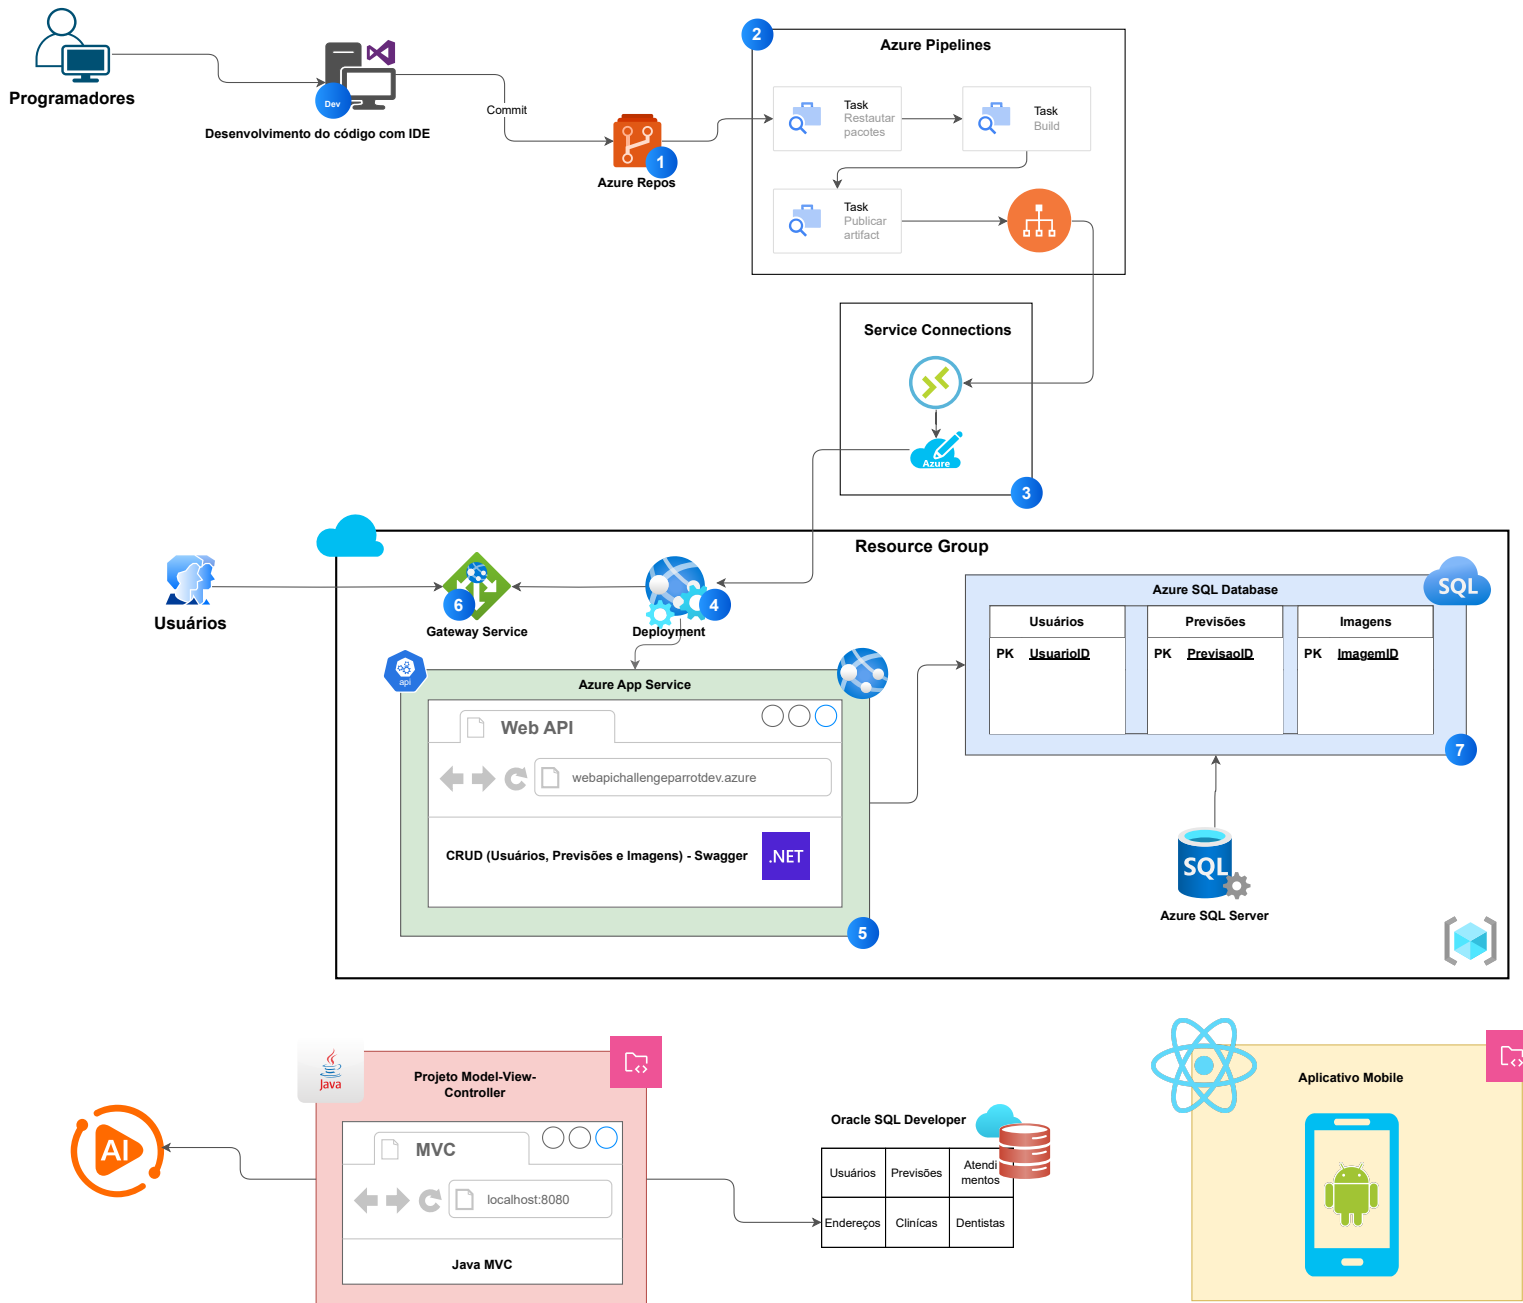 Programadores
Dev
Desenvolvimento do código com IDE
Commit
1
Azure Repos
2
Azure Pipelines
Task
Restautar
pacotes
Task
Build
Task
Publicar
artifact
Service Connections
Azure
3
Resource Group
Usuários
6
Gateway Service
4
Deployment
api
Azure App Service
Web API
webapichallengeparrotdev.azure
CRUD (Usuários, Previsões e Imagens) - Swagger
.NET
5
Azure SQL Database
SQL
Usuários
Previsões
Imagens
PK UsuarioID
PK PrevisaoID
PK ImagemID
7
SQL
Azure SQL Server
AI
Java
Projeto Model-View-
Controller
MVC
localhost:8080
Java MVC
Oracle SQL Developer
Usuários
Previsões
Atendi
mentos
Endereços
Clinícas
Dentistas
Aplicativo Mobile